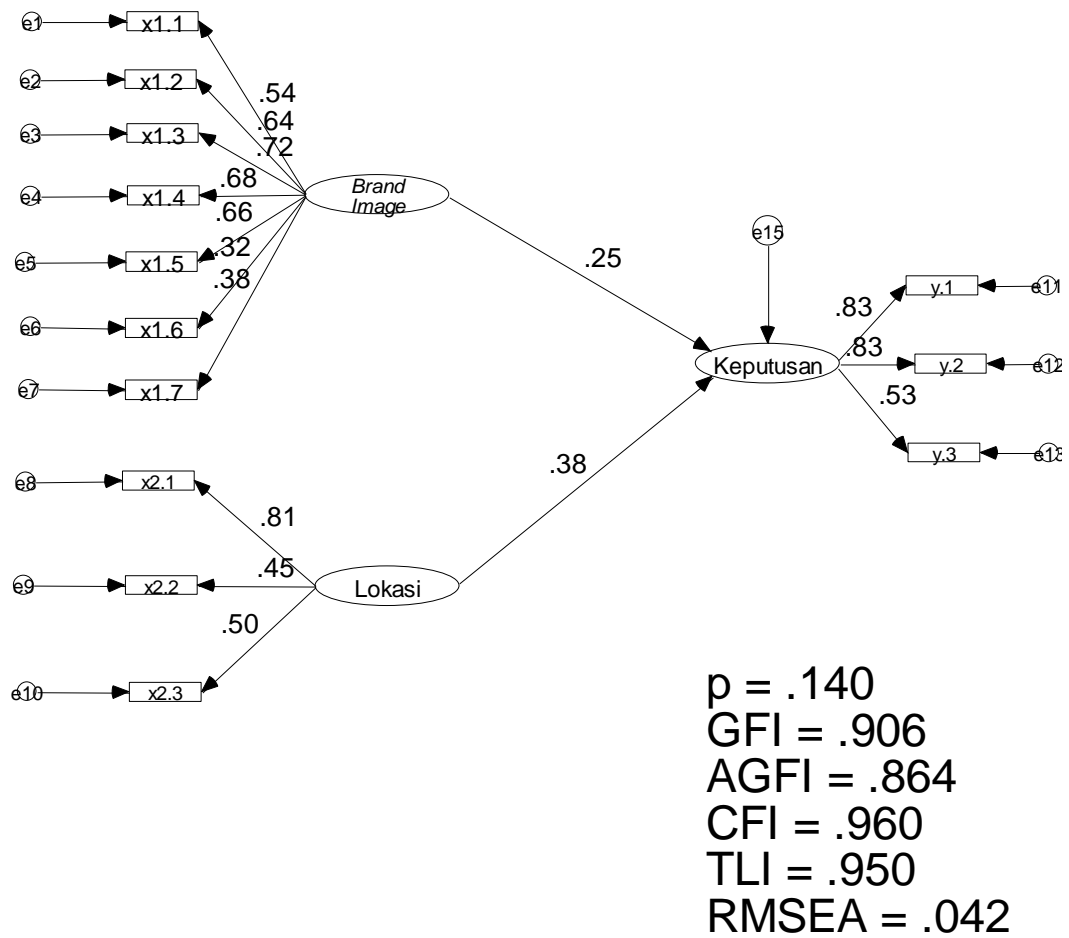 e1
x1.1
e2
x1.2
.54
.64
e3
x1.3
.72
e4
x1.4
.68
Brand
Image
.66
e5
x1.5
.32
.38
e6
x1.6
e7
x1.7
.25
e15
Keputusan
.83
y.1
e11
.83
y.2
e12
.53
y.3
e13
e8
x2.1
.81
.38
e9
x2.2
.45
Lokasi
.50
e10
x2.3
p = .140
GFI = .906
AGFI = .864
CFI = .960
TLI = .950
RMSEA = .042